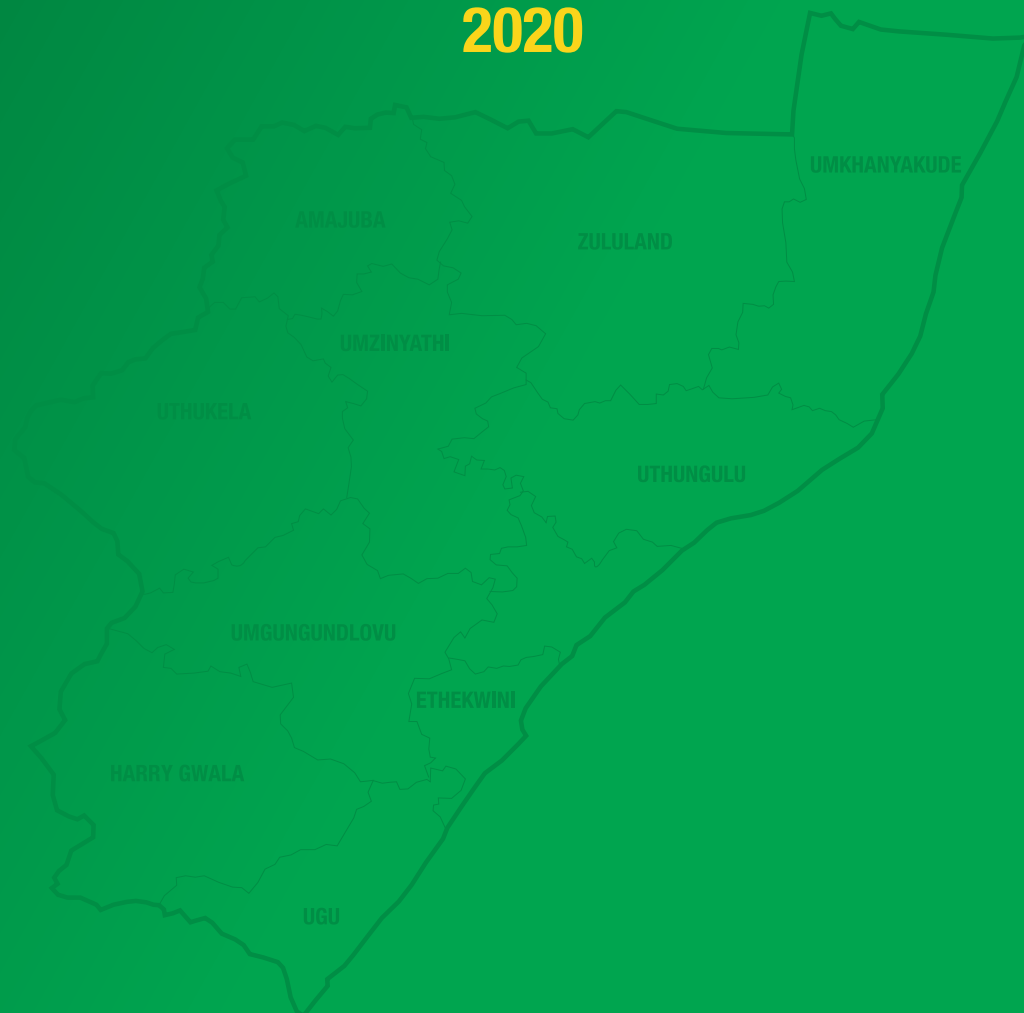 2020
UMKHANYAKUDE
AMAJUBA
ZULULAND
UMZINYATHI
UTHUKELA
UTHUNGULU
UMGUNGUNDLOVU
ETHEKWINI
HARRY GWALA
UGU